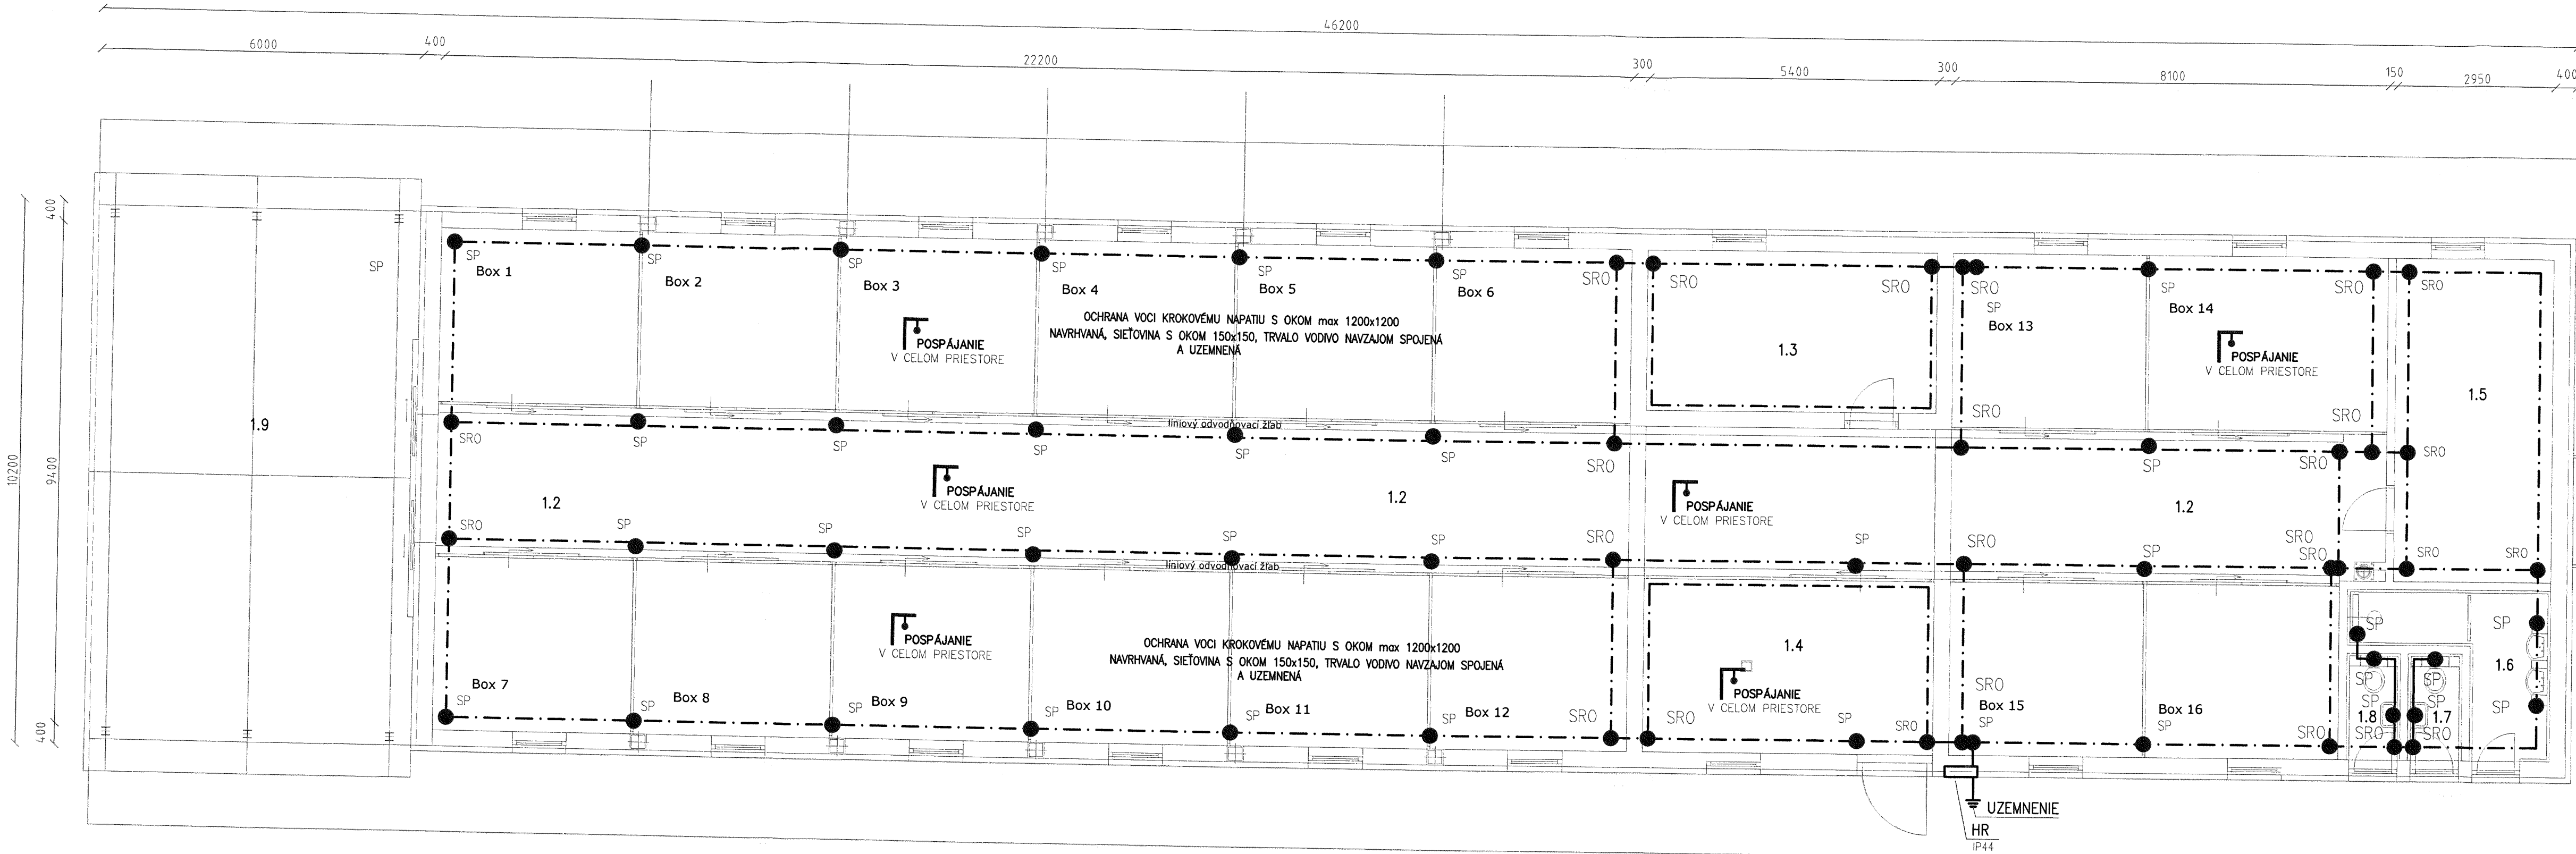 46200
6000
400
22200
300
5400
300
8100
150
2950
400
400
10200
9400
400
SP
SP
Box 1
SP
Box 2
SP
Box 3
SP
Box 4
SP
Box 5
SP
Box 6
SRO
SRO
SRO
SRO
SP
Box 13
SP
Box 14
SRO
SRO
OCHRANA VOCI KROKOVÉMU NAPATIU S OKOM max 1200x1200
NAVRHVANÁ, SIEŤOVINA S OKOM 150x150, TRVALO VODIVO NAVZAJOM SPOJENÁ
A UZEMNENÁ
POSPÁJANIE
V CELOM PRIESTORE
1.3
POSPÁJANIE
V CELOM PRIESTORE
1.5
1.9
SRO
SP
SP
SP
líniový odvodňovací žľab
SP
SP
SRO
SRO
SP
SRO
SRO
SRO
1.2
POSPÁJANIE
V CELOM PRIESTORE
1.2
POSPÁJANIE
V CELOM PRIESTORE
1.2
SRO
SP
SP
SP
SP
SP
SRO
SP
SRO
SP
SRO
SRO
SRO
SRO
líniový odvodňovací žľab
POSPÁJANIE
V CELOM PRIESTORE
OCHRANA VOCI KROKOVÉMU NAPATIU S OKOM max 1200x1200
NAVRHVANÁ, SIEŤOVINA S OKOM 150x150, TRVALO VODIVO NAVZAJOM SPOJENÁ
A UZEMNENÁ
1.4
POSPÁJANIE
V CELOM PRIESTORE
SP
SP
1.6
SP
SP
SP
SP
SP
1.8
1.7
SRO
SRO
Box 7
SP
Box 8
SP
Box 9
SP
Box 10
SP
Box 11
SP
Box 12
SP
SRO
SRO
SP
SRO
SRO
Box 15
SP
Box 16
SP
SRO
UZEMNENIE
HR
IP44